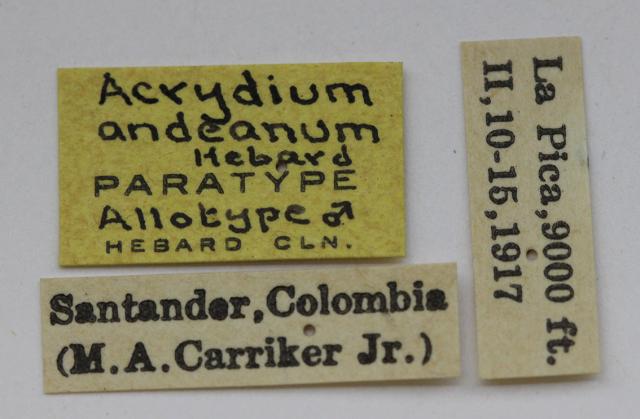 Acrydium
andeanum
Hebard
PARATYPE
Allotype ♂
HEBARD CLN.
Santander, Colombia
(M.A. Carriker Jr.)
La Pica, 9000 ft.
II, 10-15, 1917